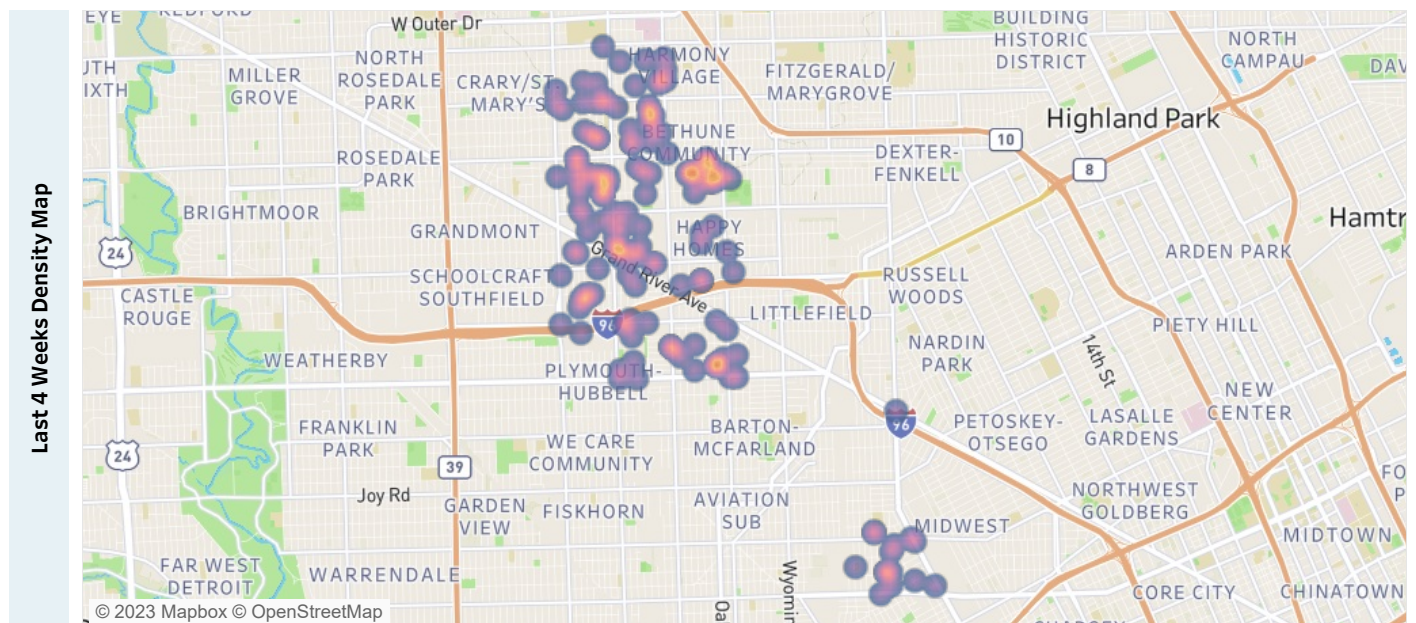 Last 4 Weeks Density Map
W Outer Dr
EYE
BUILDING
HISTORIC
DISTRICT
NORTH
CAMPAU
NORTH
ROSEDALE
PARK
MILLER
GROVE
CRARY/ST.
MARY'S
HARMONY
VILLAGE
FITZGERALD/
MARYGROVE
Highland Park
BETHUNE
COMMUNITY
10
8
DEXTER-
FENKELL
ROSEDALE
PARK
BRIGHTMOOR
GRANDMONT
HAPPY
HOMES
Hamtr
24
ARDEN PARK
Grand River Ave
SCHOOLCRAFT
SOUTHFIELD
RUSSELL
WOODS
CASTLE
ROUGE
LITTLEFIELD
96
PIETY HILL
WEATHERBY
NARDIN
PARK
14th St
PLYMOUTH-
HUBBELL
NEW
CENTER
96
FRANKLIN
PARK
WE CARE
COMMUNITY
BARTON-
MCFARLAND
PETOSKEY-
OTSEGO
LASALLE
GARDENS
24
39
Joy Rd
NORTHWEST
GOLDBERG
GARDEN
VIEW
FISKHORN
AVIATION
SUB
MIDWEST
MIDTOWN
FAR WEST
DETROIT
WARRENDALE
Wyomin
CORE CITY
CHINATOWN
© 2023 Mapbox © OpenStreetMap